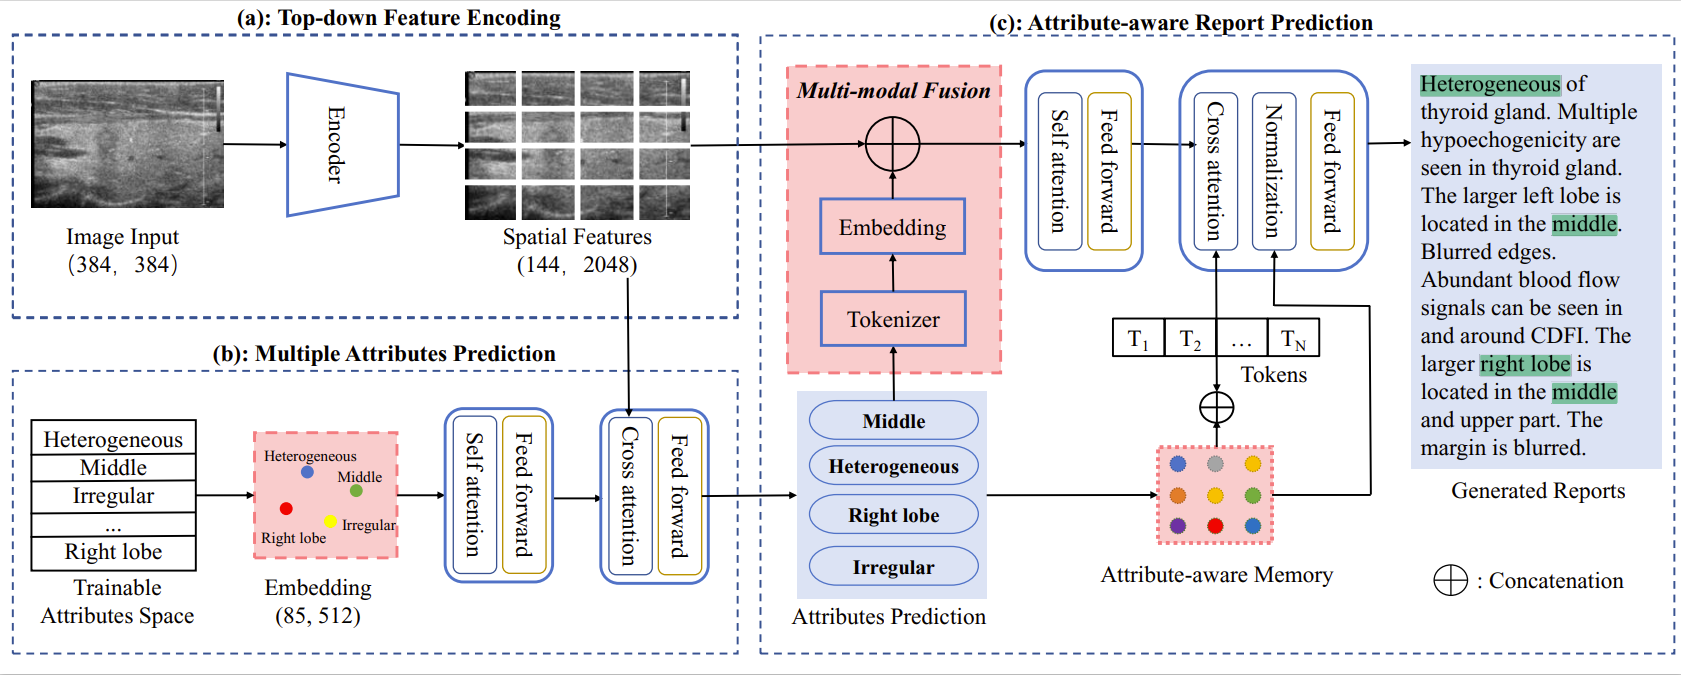 (a): Top-down Feature Encoding
Encoder
Image Input
(384, 384)
Spatial Features
(144, 2048)
(b): Multiple Attributes Prediction
Heterogeneous
Middle
Irregular
...
Right lobe
Trainable
Attributes Space
Heterogeneous
Middle
Irregular
Right lobe
Embedding
(85, 512)
Self attention
Feed forward
Cross attention
Feed forward
(c): Attribute-aware Report Prediction
Multi-modal Fusion
Embedding
Tokenizer
Middle
Heterogeneous
Right lobe
Irregular
Attributes Prediction
Self attention
Feed forward
Cross attention
Normalization
Feed forward
T1 T2 ... TN
Tokens
Attribute-aware Memory
Heterogeneous of
thyroid gland. Multiple
hypoechogenicity are
seen in thyroid gland.
The larger left lobe is
located in the middle.
Blurred edges.
Abundant blood flow
signals can be seen in
and around CDFI. The
larger right lobe is
located in the middle
and upper part. The
margin is blurred.
Generated Reports
: Concatenation